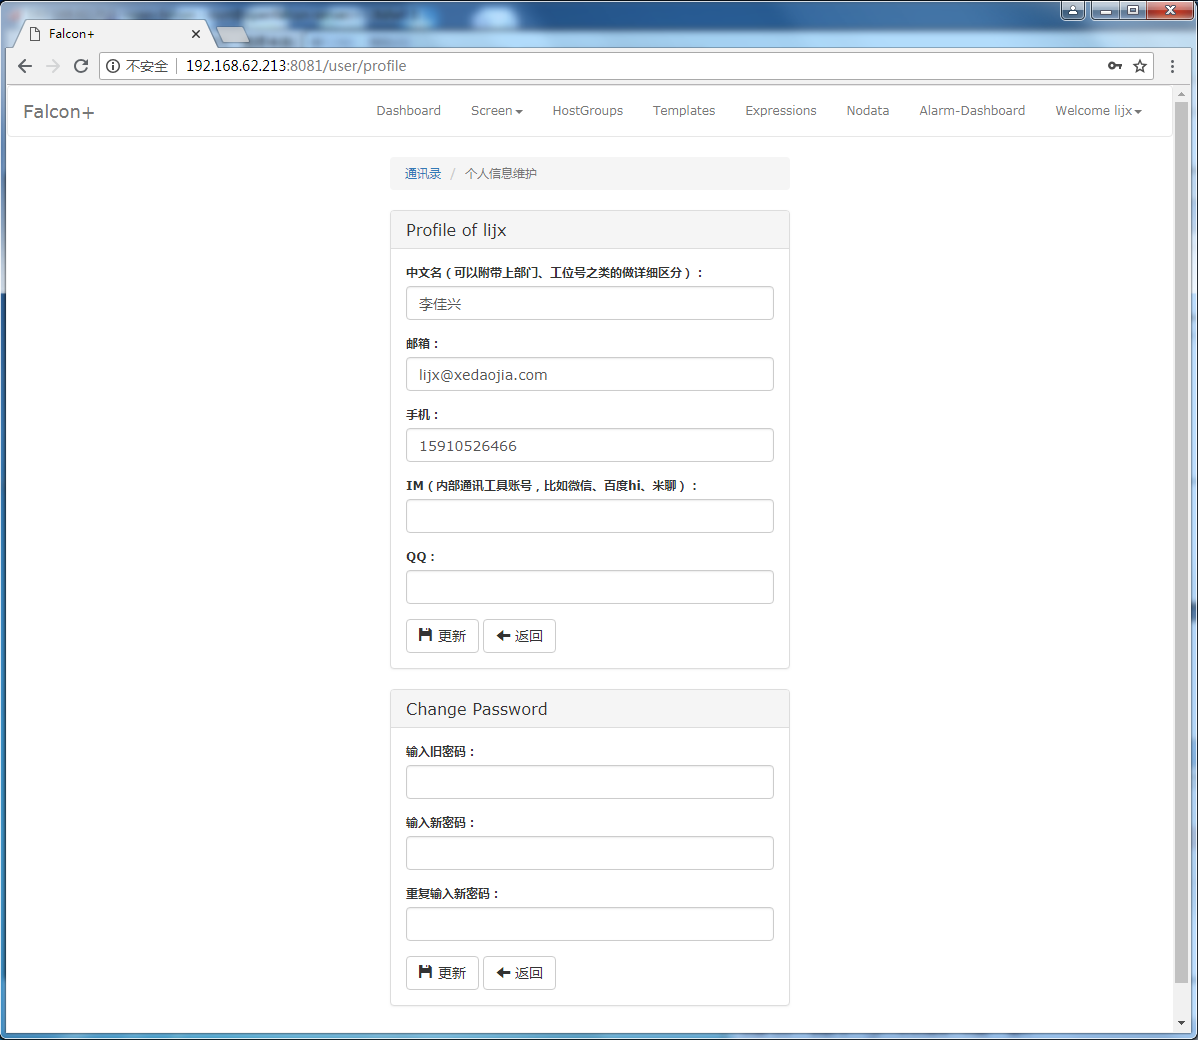 Falcon+
不安全 192.168.62.213:8081/user/profile
Falcon+ Dashboard Screen HostGroups Templates Expressions Nodata Alarm-Dashboard Welcome lijx
通讯录 / 个人信息维护
Profile of lijx
中文名（可以附带上部门、工位号之类的做详细区分）：
李佳兴
邮箱：
lijx@xedaojia.com
手机：
15910526466
IM（内部通讯工具账号，比如微信、百度hi、米聊）：
QQ：
更新 返回
Change Password
输入旧密码：
输入新密码：
重复输入新密码：
更新 返回